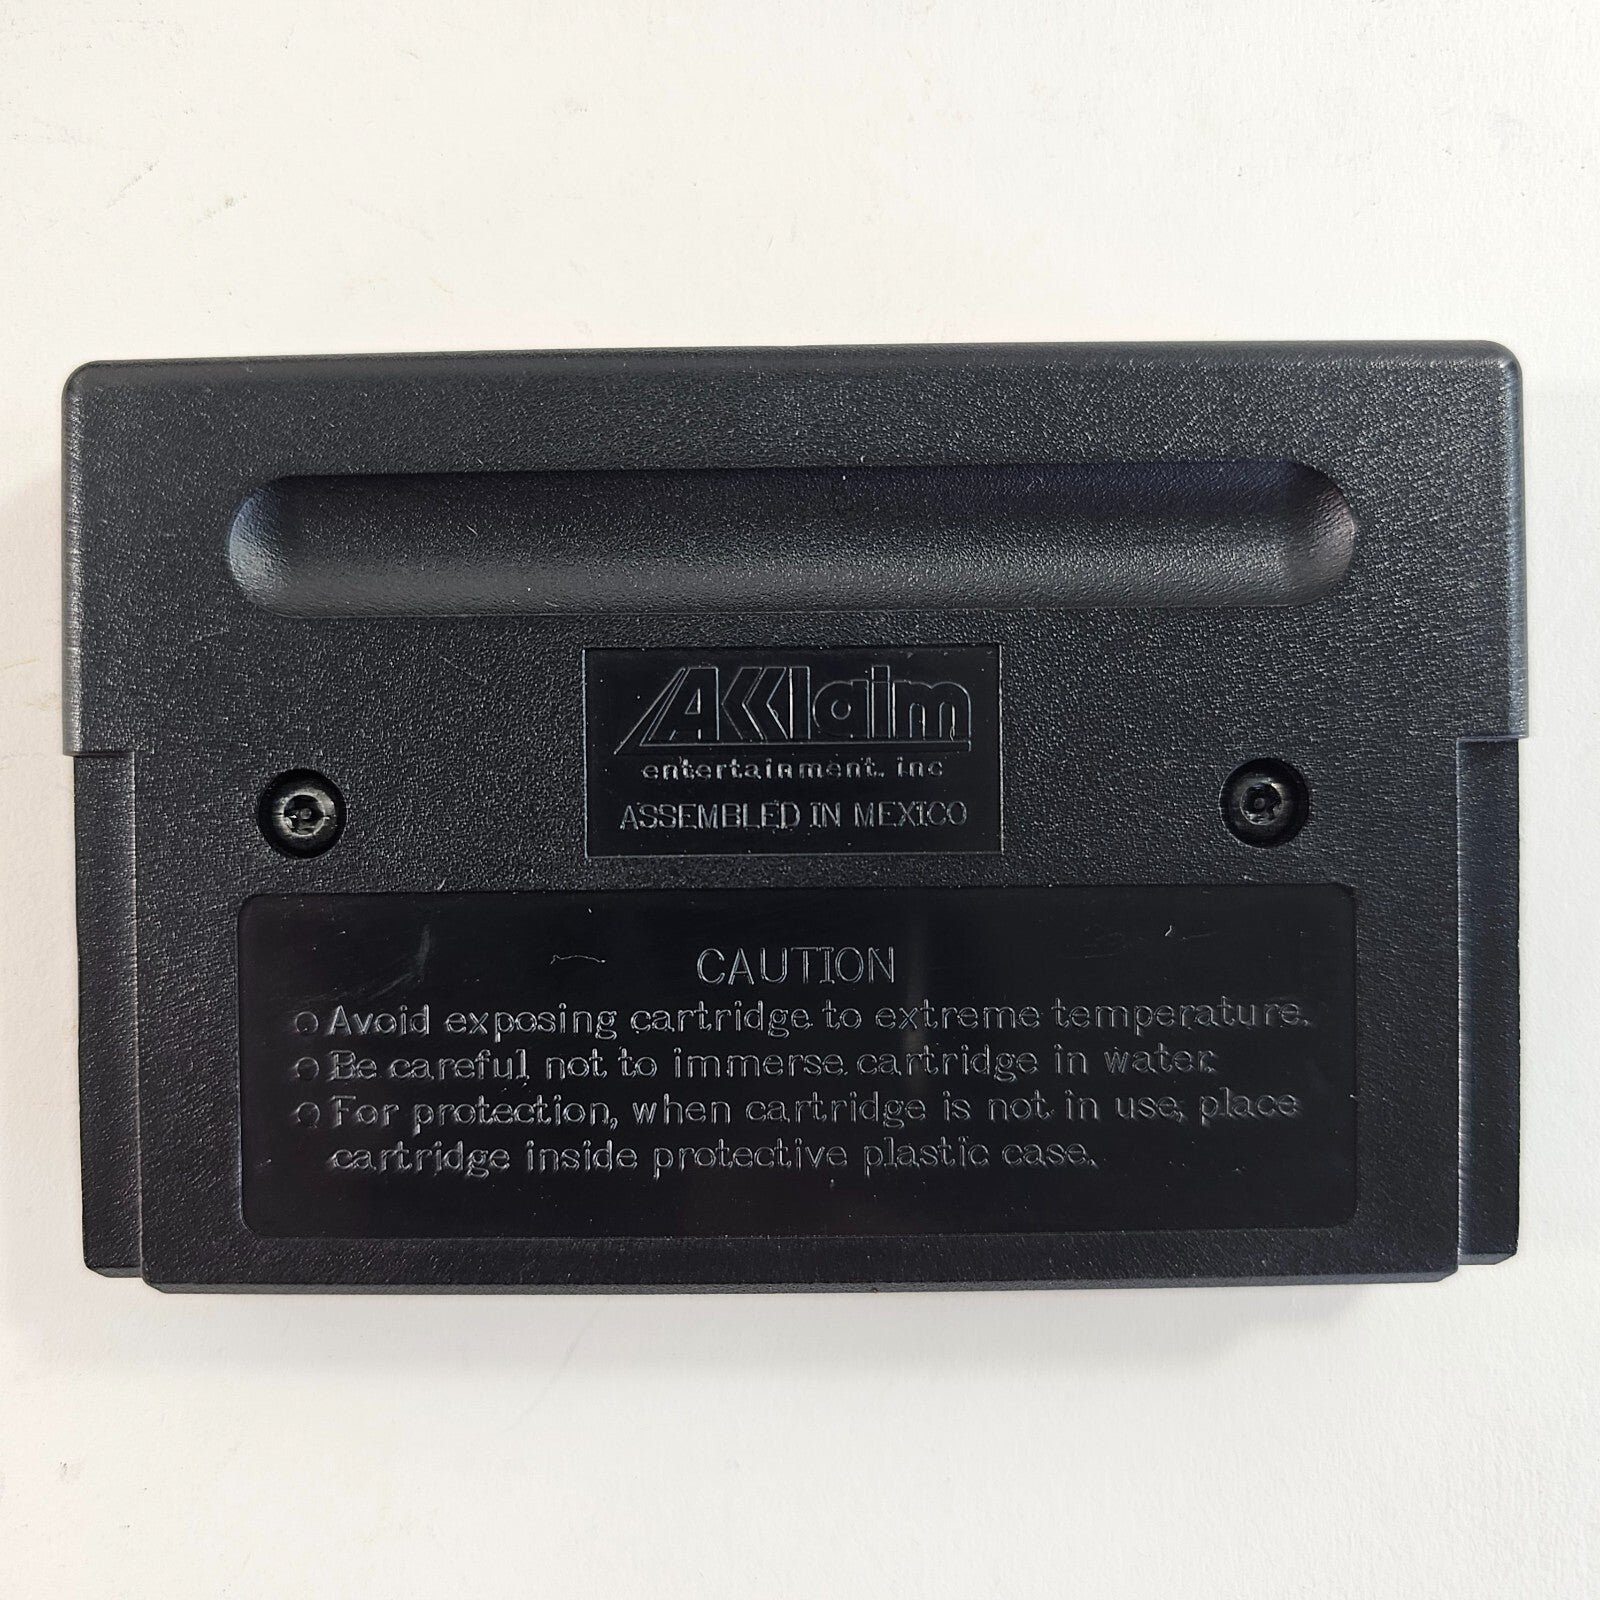 Acclaim
entertainment. inc
ASSEMBLED IN MEXICO
CAUTION
○ Avoid exposing cartridge to extreme temperature.
○ Be careful not to immerse cartridge in water.
○ For protection, when cartridge is not in use, place
cartridge inside protective plastic case.